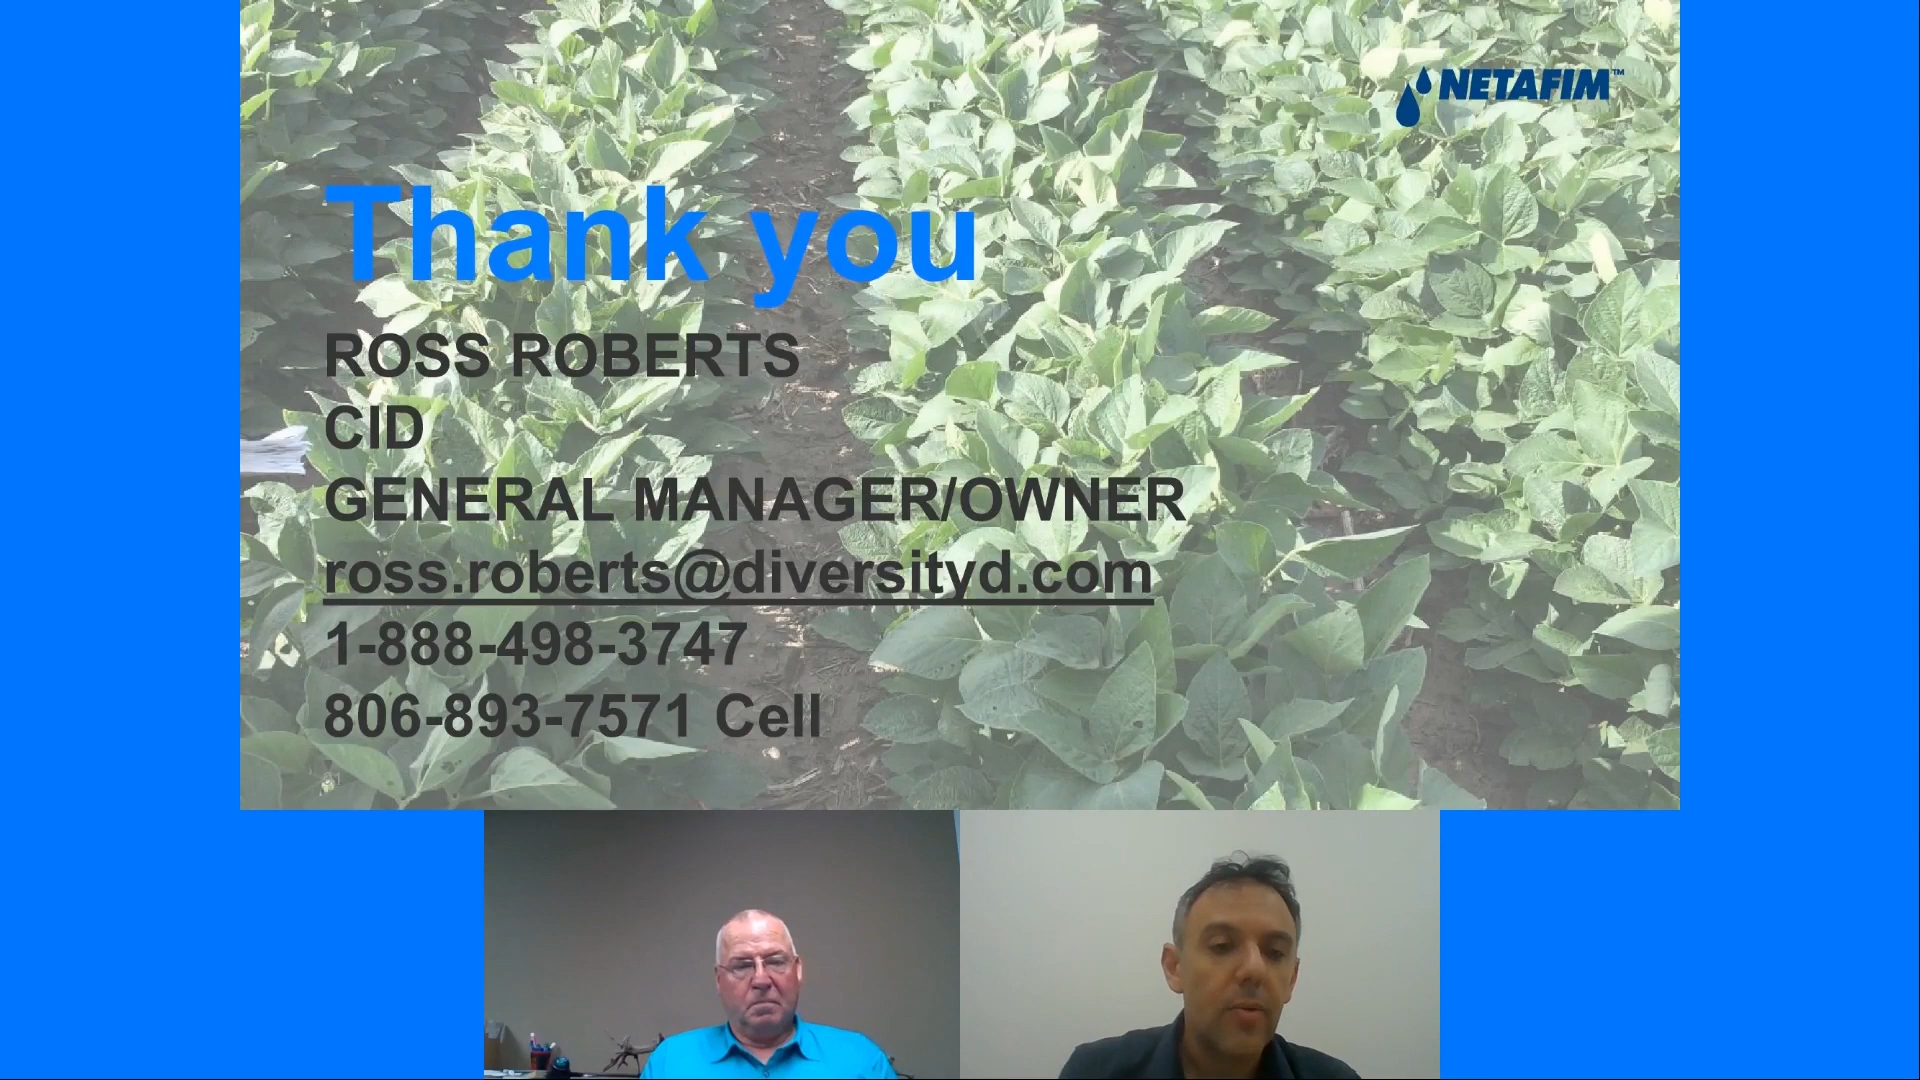 NETAFIM™
Thank you
ROSS ROBERTS
CID
GENERAL MANAGER/OWNER
ross.roberts@diversityd.com
1-888-498-3747
806-893-7571 Cell